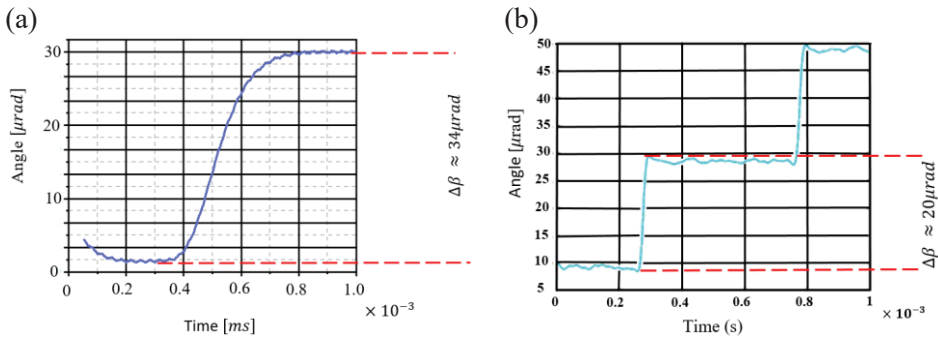 (a)
30
20
10
0
Angle [μrad]
0 0.2 0.4 0.6 0.8 1.0
× 10⁻³
Time [ms]
Δβ ≈ 34μrad
(b)
50
45
40
35
30
25
20
15
10
5
Angle [μrad)
0 0.2 0.4 0.6 0.8 1
× 10⁻³
Time (s)
Δβ ≈ 20μrad